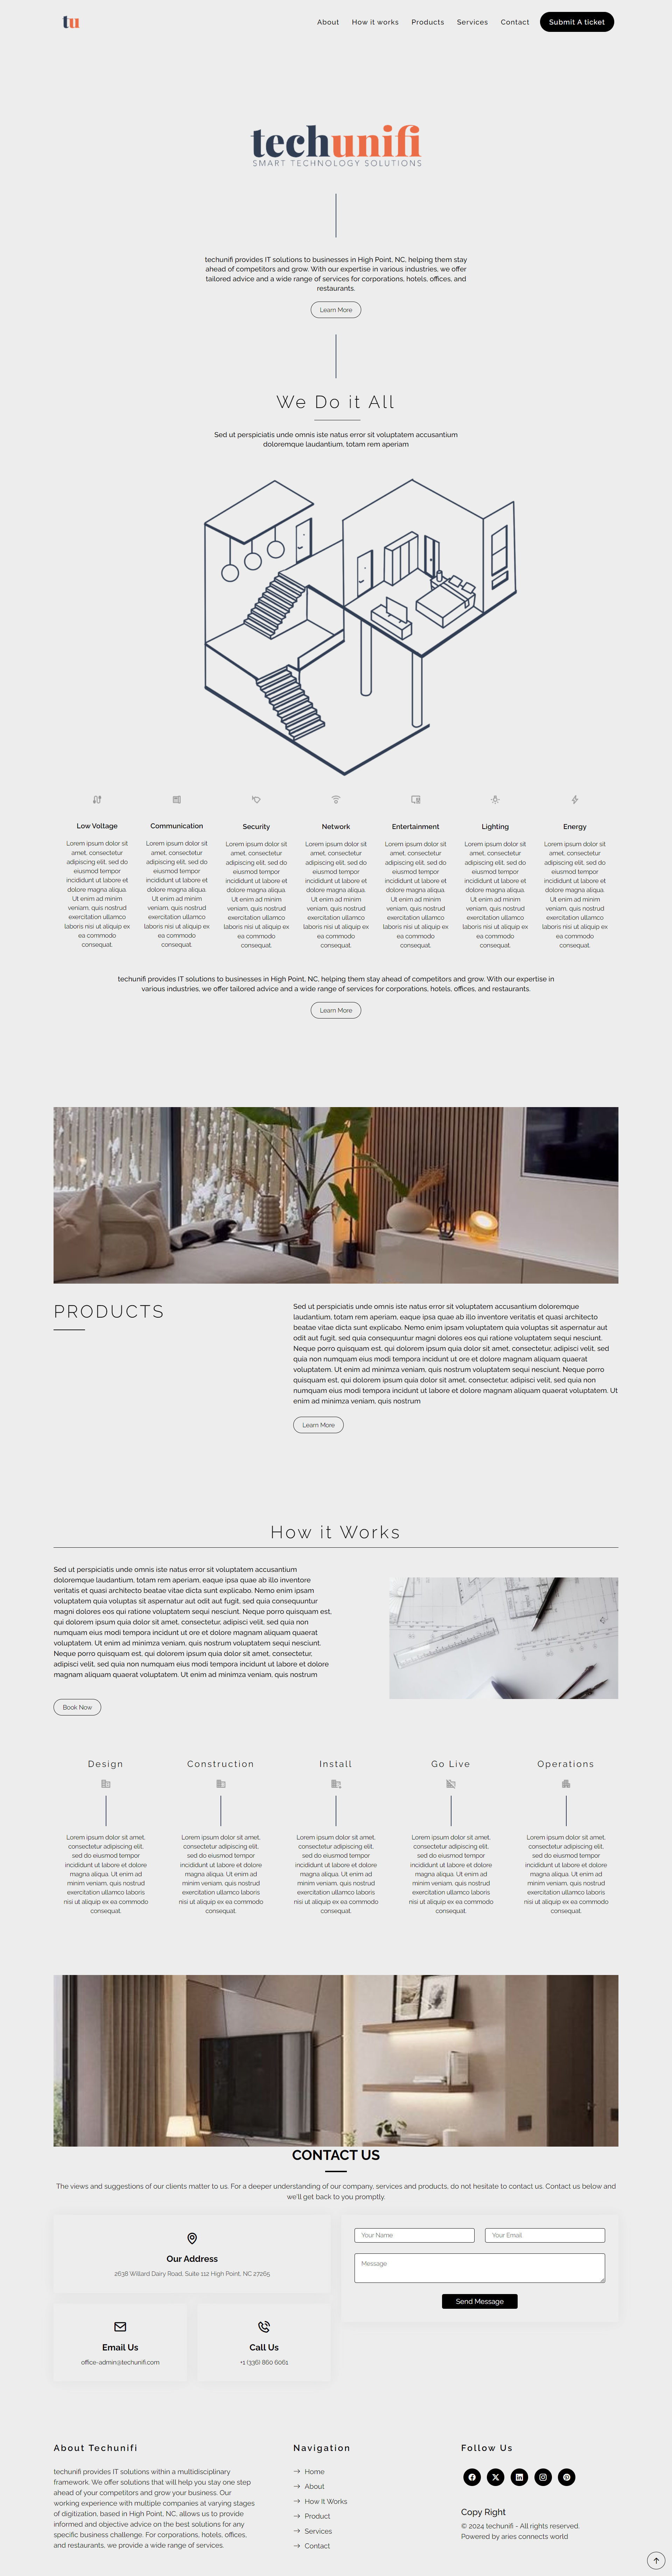 tu
About How it works Products Services Contact Submit A ticket
techunifi
SMART TECHNOLOGY SOLUTIONS
techunifi provides IT solutions to businesses in High Point, NC, helping them stay
ahead of competitors and grow. With our expertise in various industries, we offer
tailored advice and a wide range of services for corporations, hotels, offices, and
restaurants.
Learn More
We Do it All
Sed ut perspiciatis unde omnis iste natus error sit voluptatem accusantium
doloremque laudantium, totam rem aperiam
Low Voltage
Lorem ipsum dolor sit
amet, consectetur
adipiscing elit, sed do
eiusmod tempor
incididunt ut labore et
dolore magna aliqua.
Ut enim ad minim
veniam, quis nostrud
exercitation ullamco
laboris nisi ut aliquip ex
ea commodo
consequat.
Communication
Lorem ipsum dolor sit
amet, consectetur
adipiscing elit, sed do
eiusmod tempor
incididunt ut labore et
dolore magna aliqua.
Ut enim ad minim
veniam, quis nostrud
exercitation ullamco
laboris nisi ut aliquip ex
ea commodo
consequat.
Security
Lorem ipsum dolor sit
amet, consectetur
adipiscing elit, sed do
eiusmod tempor
incididunt ut labore et
dolore magna aliqua.
Ut enim ad minim
veniam, quis nostrud
exercitation ullamco
laboris nisi ut aliquip ex
ea commodo
consequat.
Network
Lorem ipsum dolor sit
amet, consectetur
adipiscing elit, sed do
eiusmod tempor
incididunt ut labore et
dolore magna aliqua.
Ut enim ad minim
veniam, quis nostrud
exercitation ullamco
laboris nisi ut aliquip ex
ea commodo
consequat.
Entertainment
Lorem ipsum dolor sit
amet, consectetur
adipiscing elit, sed do
eiusmod tempor
incididunt ut labore et
dolore magna aliqua.
Ut enim ad minim
veniam, quis nostrud
exercitation ullamco
laboris nisi ut aliquip ex
ea commodo
consequat.
Lighting
Lorem ipsum dolor sit
amet, consectetur
adipiscing elit, sed do
eiusmod tempor
incididunt ut labore et
dolore magna aliqua.
Ut enim ad minim
veniam, quis nostrud
exercitation ullamco
laboris nisi ut aliquip ex
ea commodo
consequat.
Energy
Lorem ipsum dolor sit
amet, consectetur
adipiscing elit, sed do
eiusmod tempor
incididunt ut labore et
dolore magna aliqua.
Ut enim ad minim
veniam, quis nostrud
exercitation ullamco
laboris nisi ut aliquip ex
ea commodo
consequat.
techunifi provides IT solutions to businesses in High Point, NC, helping them stay ahead of competitors and grow. With our expertise in
various industries, we offer tailored advice and a wide range of services for corporations, hotels, offices, and restaurants.
Learn More
PRODUCTS
Sed ut perspiciatis unde omnis iste natus error sit voluptatem accusantium doloremque
laudantium, totam rem aperiam, eaque ipsa quae ab illo inventore veritatis et quasi architecto
beatae vitae dicta sunt explicabo. Nemo enim ipsam voluptatem quia voluptas sit aspernatur aut
odit aut fugit, sed quia consequuntur magni dolores eos qui ratione voluptatem sequi nesciunt.
Neque porro quisquam est, qui dolorem ipsum quia dolor sit amet, consectetur, adipisci velit, sed
quia non numquam eius modi tempora incidunt ut ore et dolore magnam aliquam quaerat
voluptatem. Ut enim ad minimza veniam, quis nostrum voluptatem sequi nesciunt. Neque porro
quisquam est, qui dolorem ipsum quia dolor sit amet, consectetur, adipisci velit, sed quia non
numquam eius modi tempora incidunt ut labore et dolore magnam aliquam quaerat voluptatem. Ut
enim ad minimza veniam, quis nostrum
Learn More
How it Works
Sed ut perspiciatis unde omnis iste natus error sit voluptatem accusantium
doloremque laudantium, totam rem aperiam, eaque ipsa quae ab illo inventore
veritatis et quasi architecto beatae vitae dicta sunt explicabo. Nemo enim ipsam
voluptatem quia voluptas sit aspernatur aut odit aut fugit, sed quia consequuntur
magni dolores eos qui ratione voluptatem sequi nesciunt. Neque porro quisquam est,
qui dolorem ipsum quia dolor sit amet, consectetur, adipisci velit, sed quia non
numquam eius modi tempora incidunt ut ore et dolore magnam aliquam quaerat
voluptatem. Ut enim ad minimza veniam, quis nostrum voluptatem sequi nesciunt.
Neque porro quisquam est, qui dolorem ipsum quia dolor sit amet, consectetur,
adipisci velit, sed quia non numquam eius modi tempora incidunt ut labore et dolore
magnam aliquam quaerat voluptatem. Ut enim ad minimza veniam, quis nostrum
Book Now
Design
Lorem ipsum dolor sit amet,
consectetur adipiscing elit,
sed do eiusmod tempor
incididunt ut labore et dolore
magna aliqua. Ut enim ad
minim veniam, quis nostrud
exercitation ullamco laboris
nisi ut aliquip ex ea commodo
consequat.
Construction
Lorem ipsum dolor sit amet,
consectetur adipiscing elit,
sed do eiusmod tempor
incididunt ut labore et dolore
magna aliqua. Ut enim ad
minim veniam, quis nostrud
exercitation ullamco laboris
nisi ut aliquip ex ea commodo
consequat.
Install
Lorem ipsum dolor sit amet,
consectetur adipiscing elit,
sed do eiusmod tempor
incididunt ut labore et dolore
magna aliqua. Ut enim ad
minim veniam, quis nostrud
exercitation ullamco laboris
nisi ut aliquip ex ea commodo
consequat.
Go Live
Lorem ipsum dolor sit amet,
consectetur adipiscing elit,
sed do eiusmod tempor
incididunt ut labore et dolore
magna aliqua. Ut enim ad
minim veniam, quis nostrud
exercitation ullamco laboris
nisi ut aliquip ex ea commodo
consequat.
Operations
Lorem ipsum dolor sit amet,
consectetur adipiscing elit,
sed do eiusmod tempor
incididunt ut labore et dolore
magna aliqua. Ut enim ad
minim veniam, quis nostrud
exercitation ullamco laboris
nisi ut aliquip ex ea commodo
consequat.
CONTACT US
The views and suggestions of our clients matter to us. For a deeper understanding of our company, services and products, do not hesitate to contact us. Contact us below and
we'll get back to you promptly.
Our Address
2638 Willard Dairy Road, Suite 112 High Point, NC 27265
Email Us
office-admin@techunifi.com
Call Us
+1 (336) 860 6061
Your Name
Your Email
Message
Send Message
About Techunifi
techunifi provides IT solutions within a multidisciplinary
framework. We offer solutions that will help you stay one step
ahead of your competitors and grow your business. Our
working experience with multiple companies at varying stages
of digitization, based in High Point, NC, allows us to provide
informed and objective advice on the best solutions for any
specific business challenge. For corporations, hotels, offices,
and restaurants, we provide a wide range of services.
Navigation
Home
About
How It Works
Product
Services
Contact
Follow Us
Copy Right
© 2024 techunifi - All rights reserved.
Powered by aries connects world